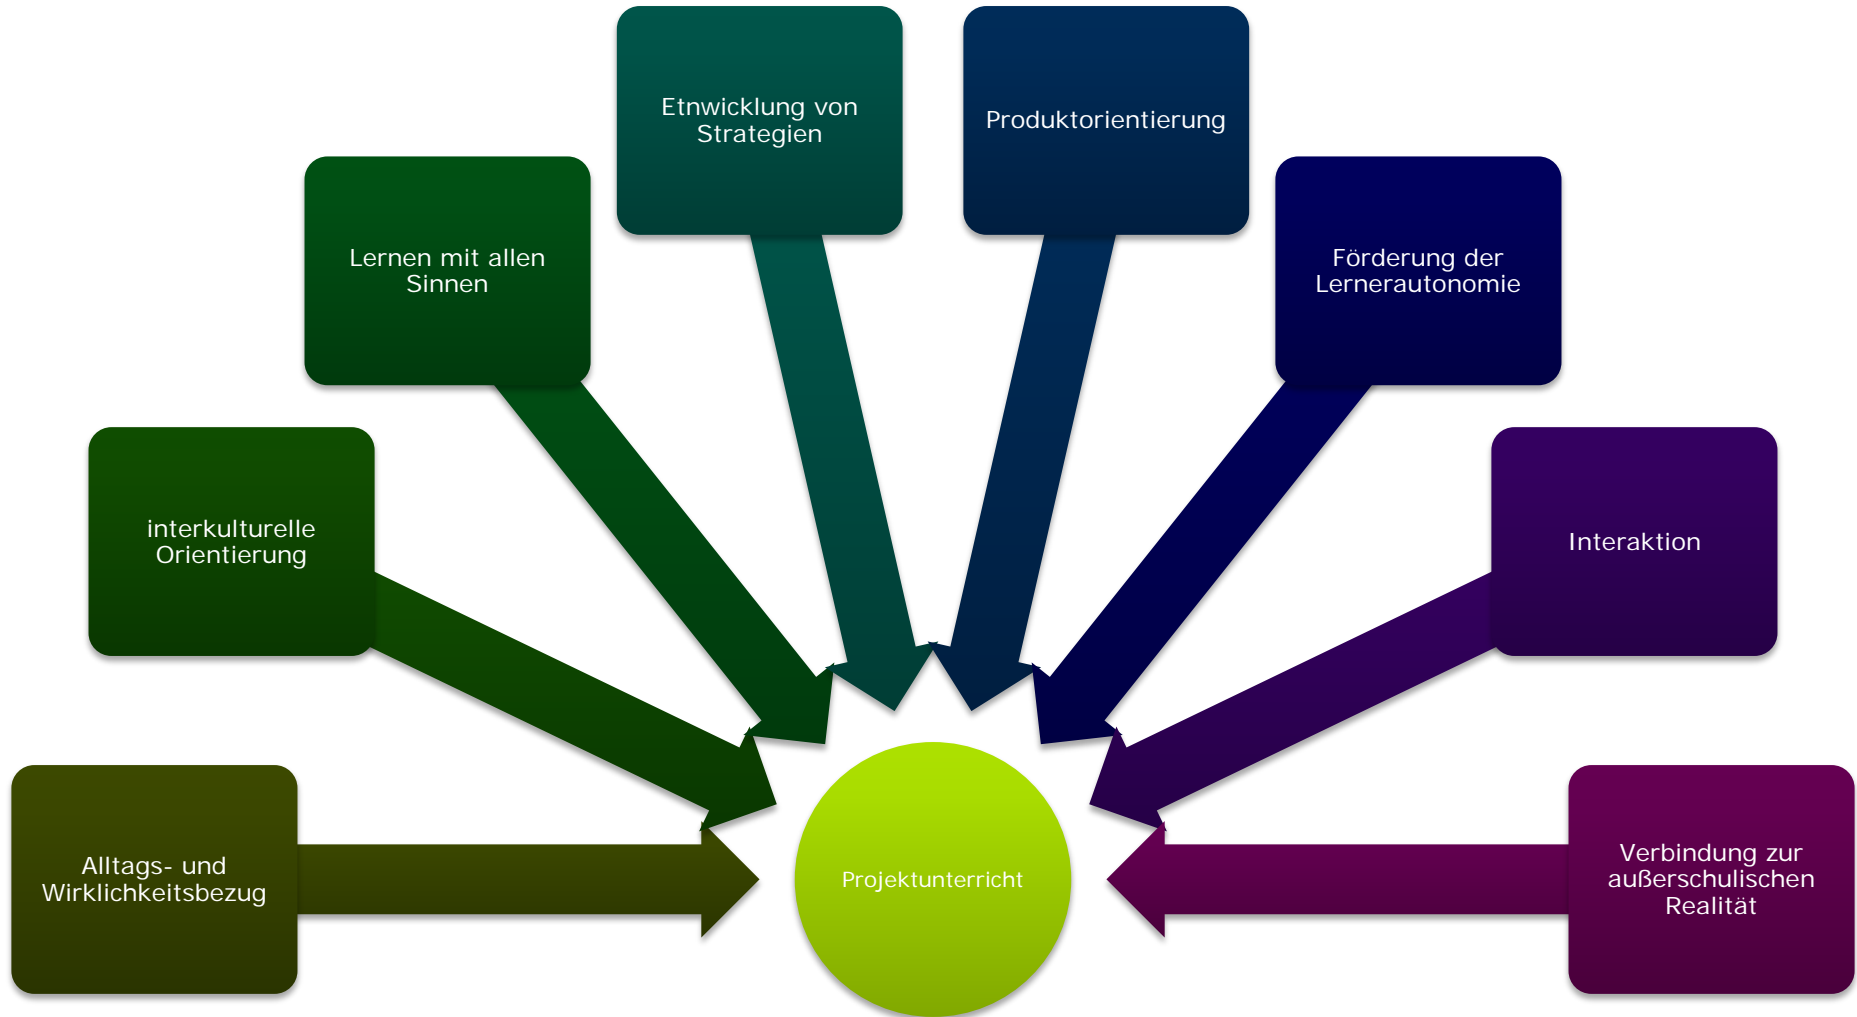 Etnwicklung von
Strategien
Produktorientierung
Lernen mit allen
Sinnen
Förderung der
Lernerautonomie
interkulturelle
Orientierung
Interaktion
Alltags- und
Wirklichkeitsbezug
Projektunterricht
Verbindung zur
außerschulischen
Realität